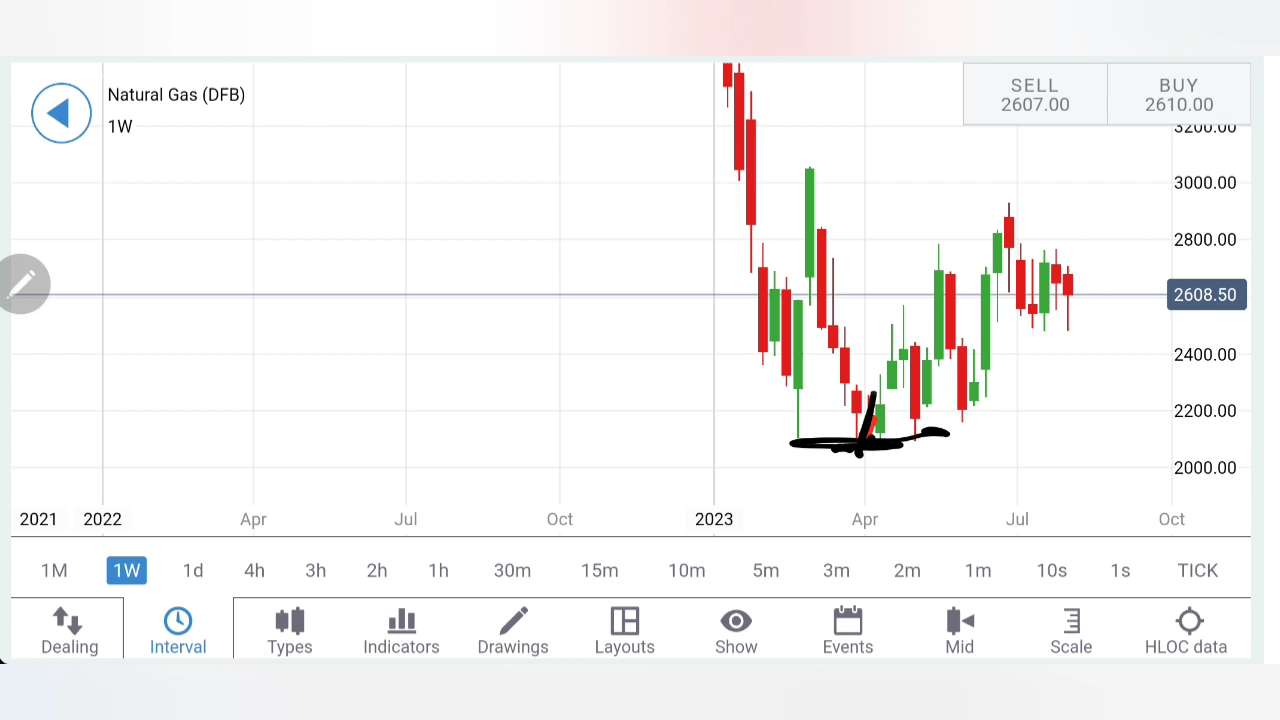 Natural Gas (DFB)
1W
SELL BUY
2607.00 2610.00
3200.00
3000.00
2800.00
2608.50
2400.00
2200.00
2000.00
2021 2022 Apr Jul Oct 2023 Apr Jul Oct
1M 1W 1d 4h 3h 2h 1h 30m 15m 10m 5m 3m 2m 1m 10s 1s TICK
Dealing Interval Types Indicators Drawings Layouts Show Events Mid Scale HLOC data